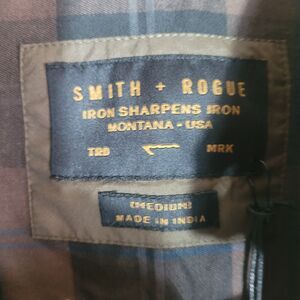 SMITH + ROGUE
IRON SHARPENS IRON
MONTANA - USA
TRD MRK
[MEDIUM]
MADE IN INDIA